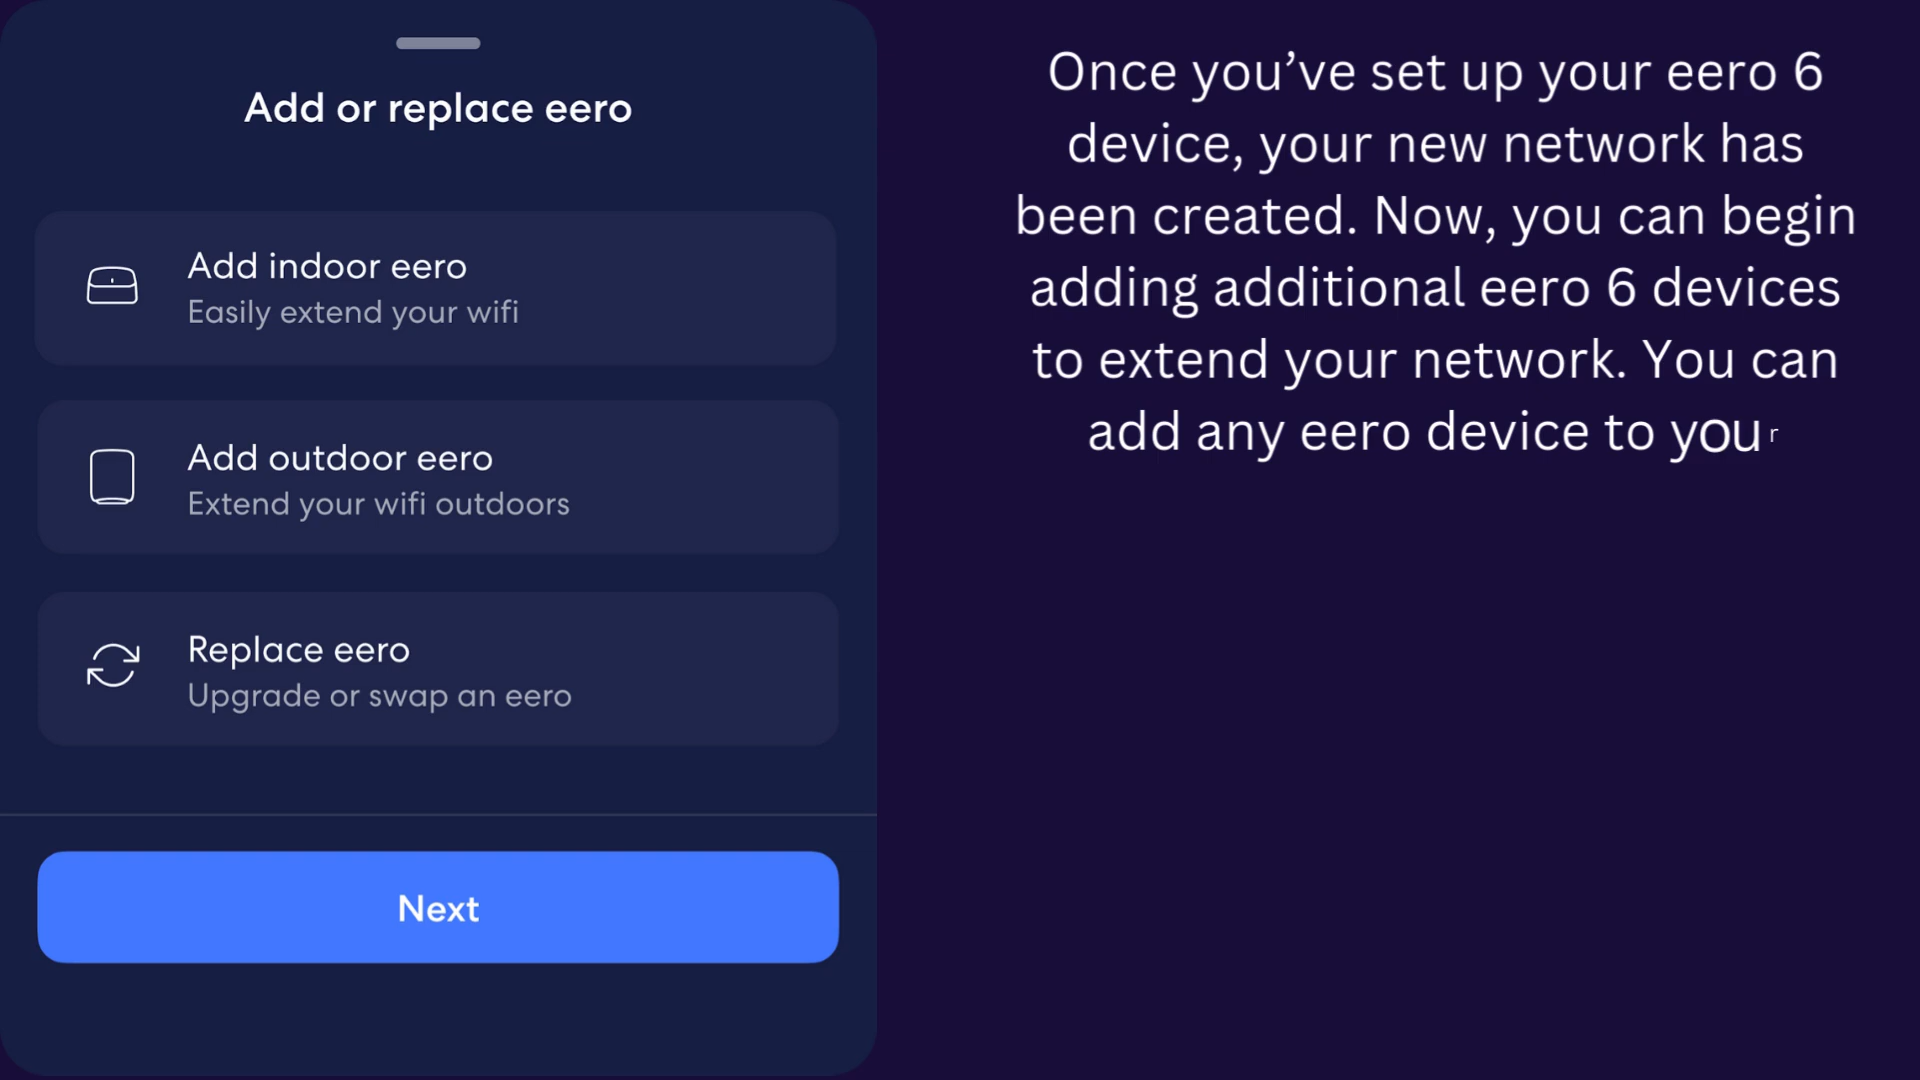 Add or replace eero
Add indoor eero
Easily extend your wifi
Add outdoor eero
Extend your wifi outdoors
Replace eero
Upgrade or swap an eero
Next
Once you’ve set up your eero 6
device, your new network has
been created. Now, you can begin
adding additional eero 6 devices
to extend your network. You can
add any eero device to your